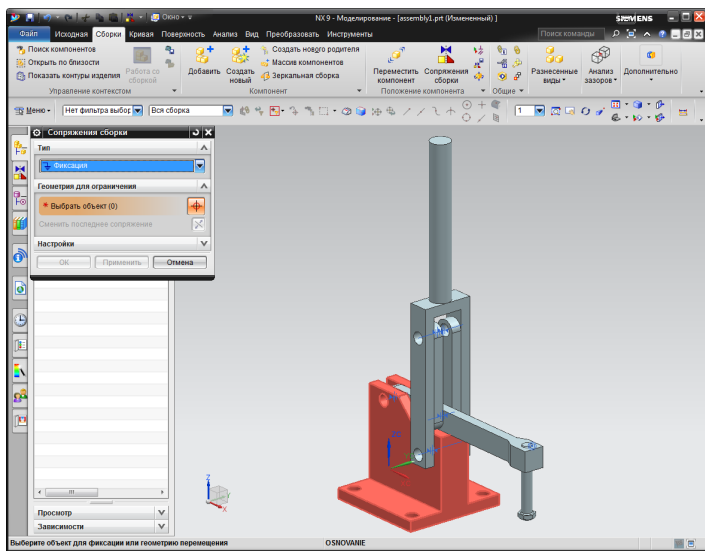 NX 9 - Моделирование - [assembly1.prt (Измененный) ]
SIEMENS
Окно
Файл Исходная Сборки Кривая Поверхность Анализ Вид Преобразовать Инструменты
Поиск команды
Поиск компонентов
Открыть по близости
Показать контуры изделия
Работа со сборкой
Управление контекстом
Добавить
Создать новый
Создать нового родителя
Массив компонентов
Зеркальная сборка
Компонент
Переместить компонент
Сопряжения сборки
Положение компонента
Общие
Разнесенные виды
Анализ зазоров
Дополнительно
Меню
Нет фильтра выбор
Вся сборка
1
Сопряжения сборки
Тип
Фиксация
Геометрия для ограничения
* Выбрать объект (0)
Сменить последнее сопряжение
Настройки
ОК Применить Отмена
ZC
Z
X
Просмотр
Зависимости
Выберите объект для фиксации или геометрию перемещения
OSNOVANIE